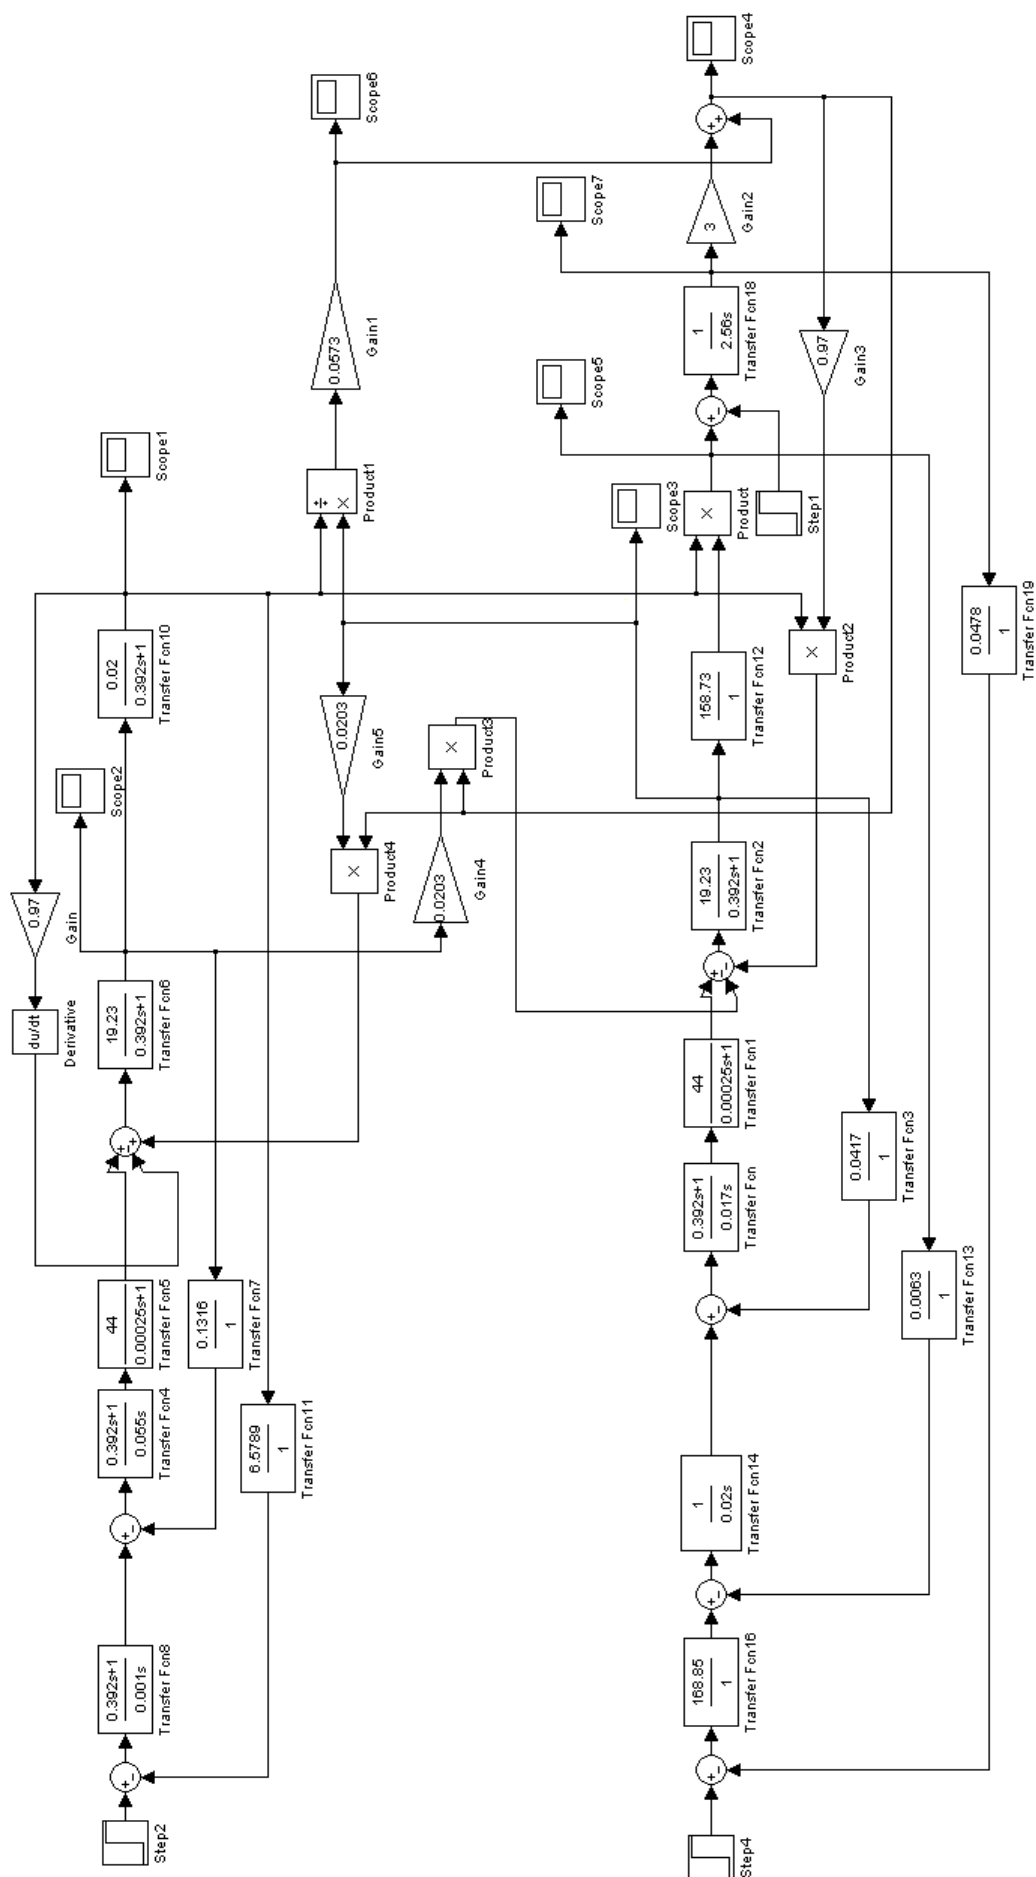 du/dt
Derivative
0.97
Gain
Scope2
Step2
+-
0.392s+1
0.001s
Transfer Fcn8
+-
0.392s+1
0.055s
Transfer Fcn4
44
0.00025s+1
Transfer Fcn5
+-+
19.23
0.392s+1
Transfer Fcn6
0.02
0.392s+1
Transfer Fcn10
Scope1
0.1316
1
Transfer Fcn7
6.5789
1
Transfer Fcn11
×
Product4
0.0203
Gain5
÷
×
Product1
0.0573
Gain1
Scope6
0.0203
Gain4
×
Product3
Scope5
Scope7
Scope3
Step4
+-
168.85
1
Transfer Fcn16
+-
1
0.02s
Transfer Fcn14
+-
0.392s+1
0.017s
Transfer Fcn
44
0.00025s+1
Transfer Fcn1
+--
19.23
0.392s+1
Transfer Fcn2
158.73
1
Transfer Fcn12
×
Product
+-
1
2.56s
Transfer Fcn18
3
Gain2
++
Scope4
Step1
×
Product2
0.97
Gain3
0.0417
1
Transfer Fcn3
0.0063
1
Transfer Fcn13
0.0478
1
Transfer Fcn19